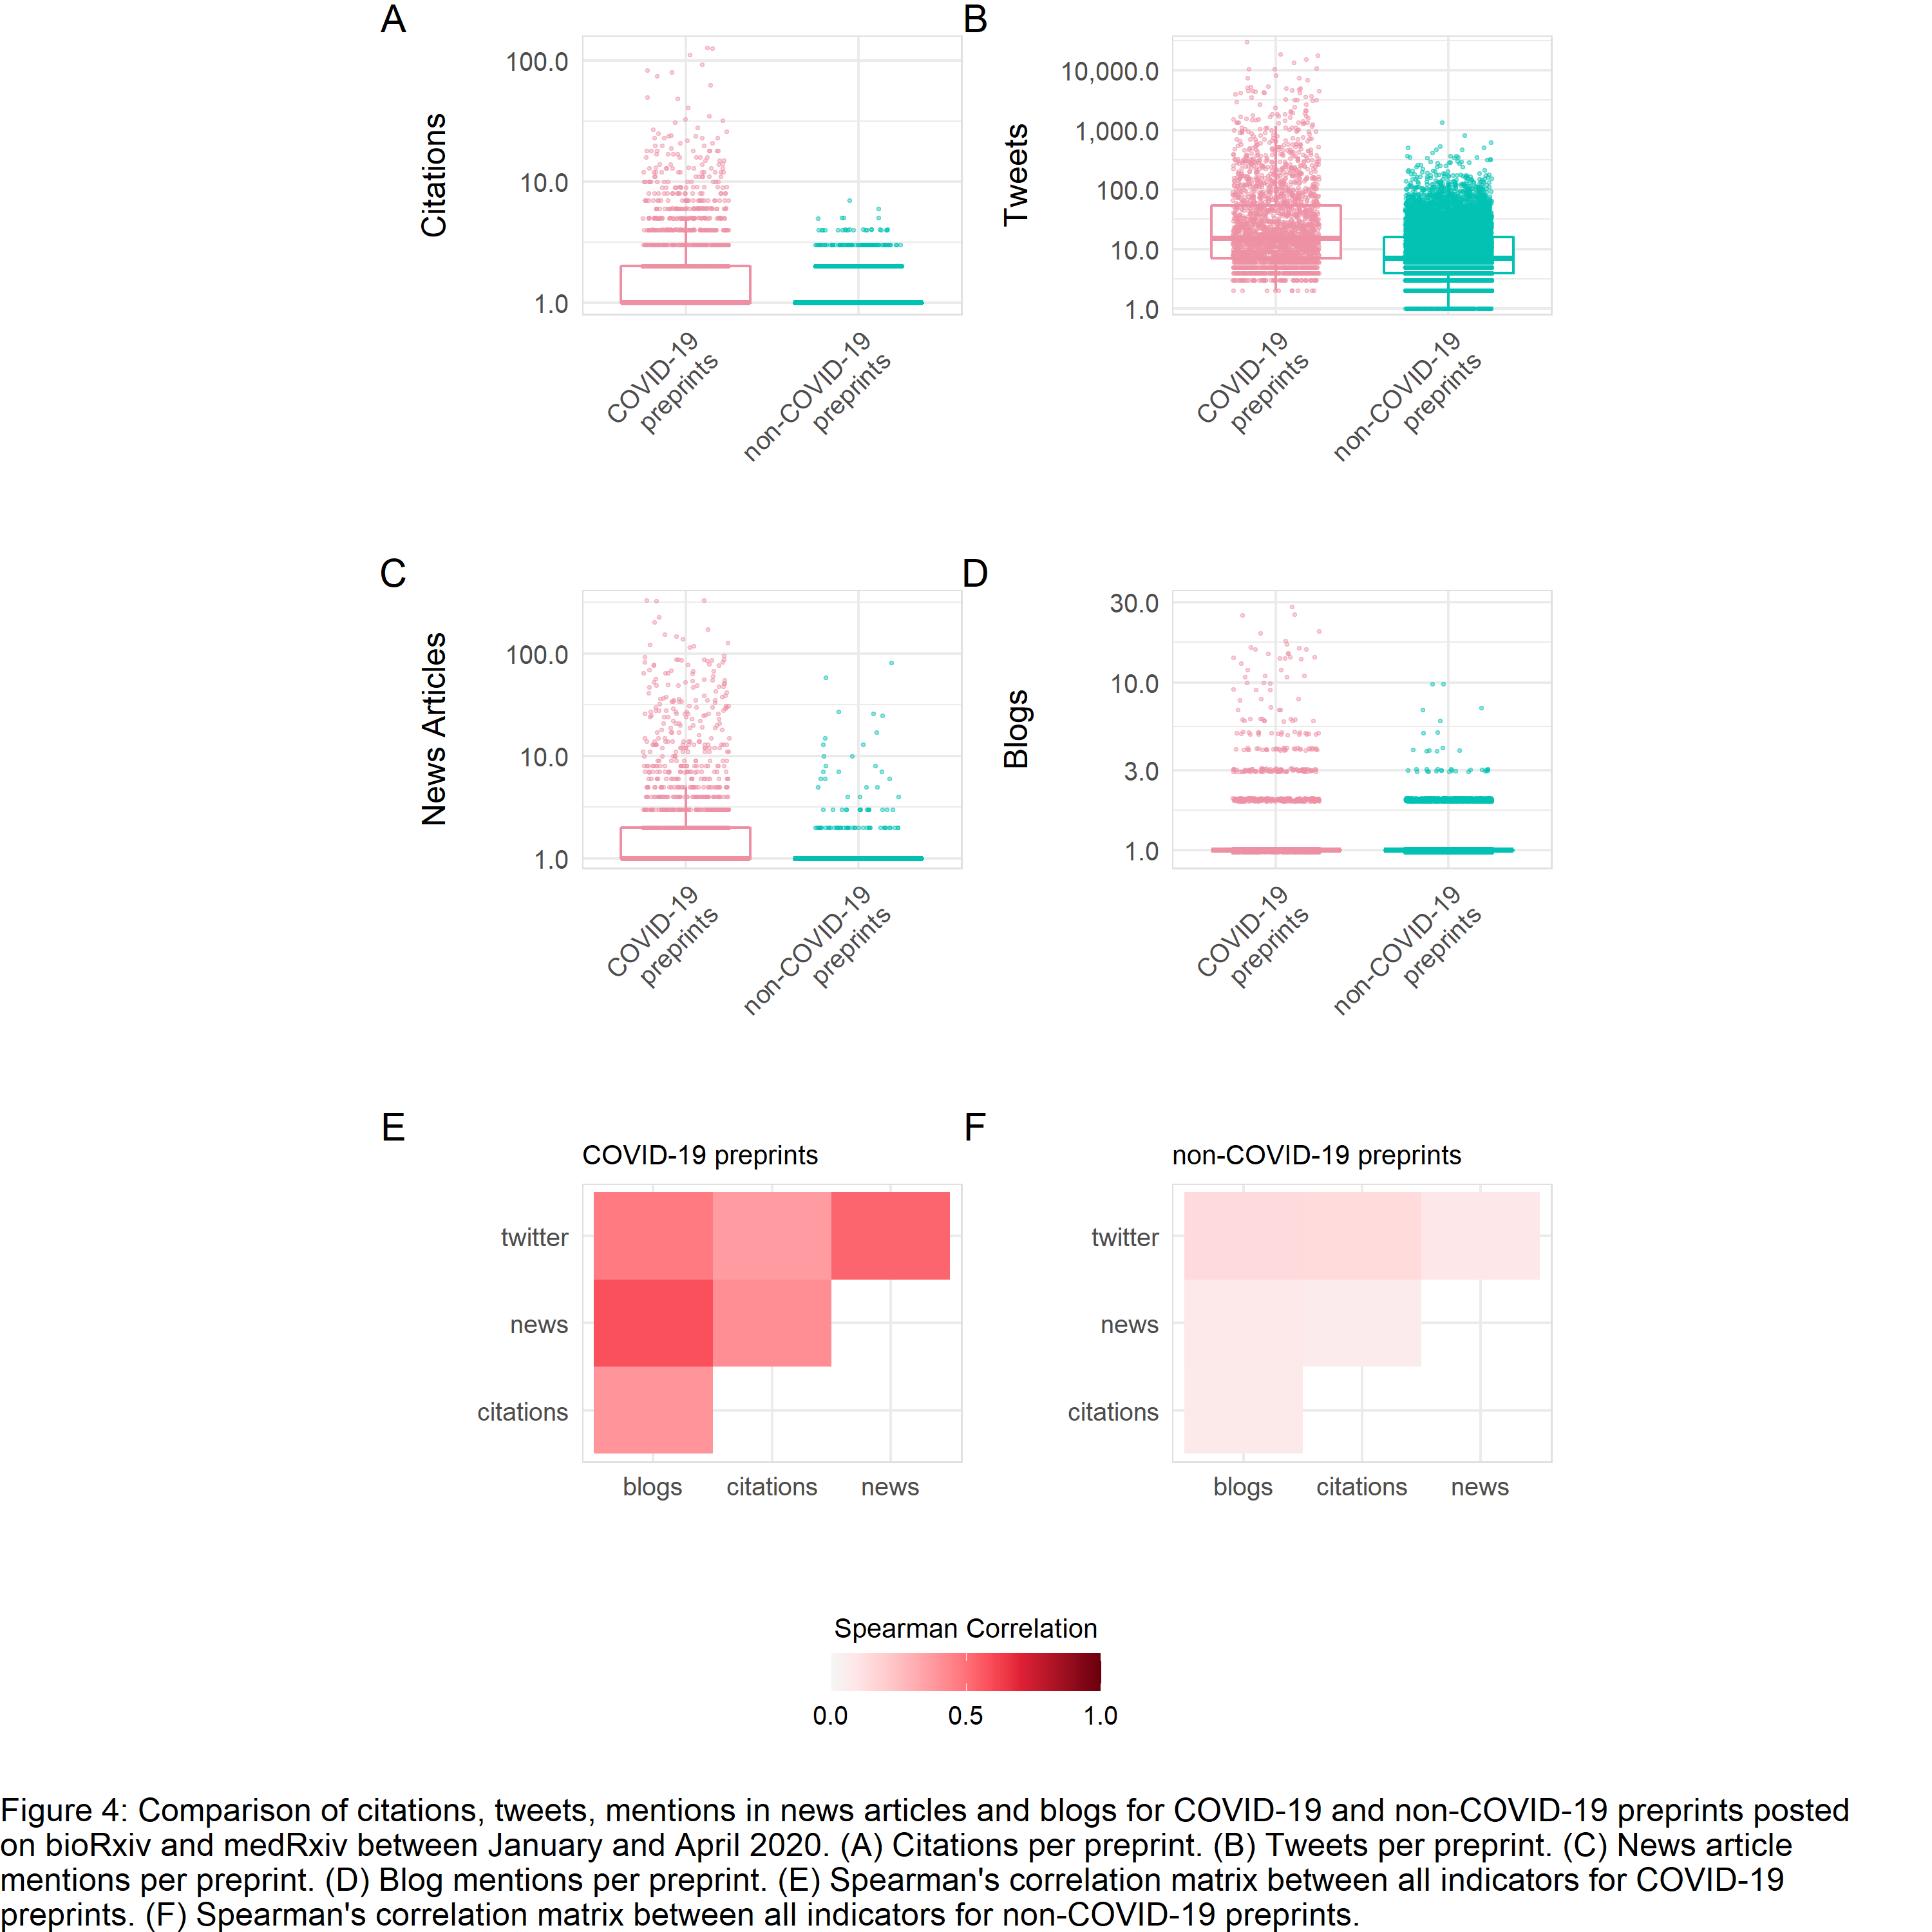 A
Citations
100.0
10.0
1.0
COVID-19
preprints
non-COVID-19
preprints
B
Tweets
10,000.0
1,000.0
100.0
10.0
1.0
COVID-19
preprints
non-COVID-19
preprints
C
News Articles
100.0
10.0
1.0
COVID-19
preprints
non-COVID-19
preprints
D
Blogs
30.0
10.0
3.0
1.0
COVID-19
preprints
non-COVID-19
preprints
E
COVID-19 preprints
twitter
news
citations
blogs citations news
F
non-COVID-19 preprints
twitter
news
citations
blogs citations news
Spearman Correlation
0.0 0.5 1.0
Figure 4: Comparison of citations, tweets, mentions in news articles and blogs for COVID-19 and non-COVID-19 preprints posted
on bioRxiv and medRxiv between January and April 2020. (A) Citations per preprint. (B) Tweets per preprint. (C) News article
mentions per preprint. (D) Blog mentions per preprint. (E) Spearman's correlation matrix between all indicators for COVID-19
preprints. (F) Spearman's correlation matrix between all indicators for non-COVID-19 preprints.